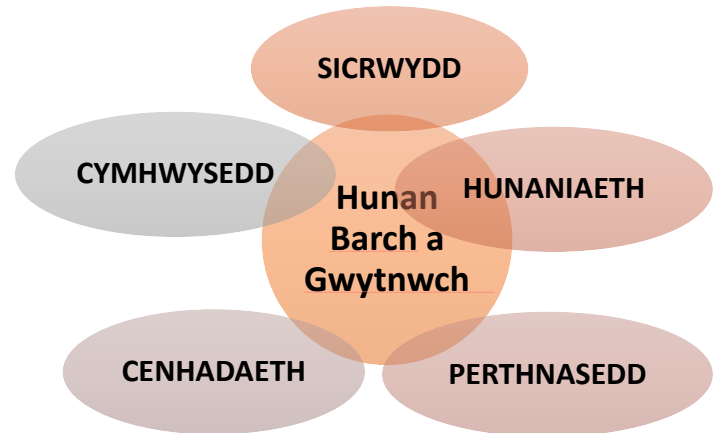 SICRWYDD
CYMHWYSEDD
HUNANIAETH
Hunan
Barch a
Gwytnwch
CENHADAETH
PERTHNASEDD